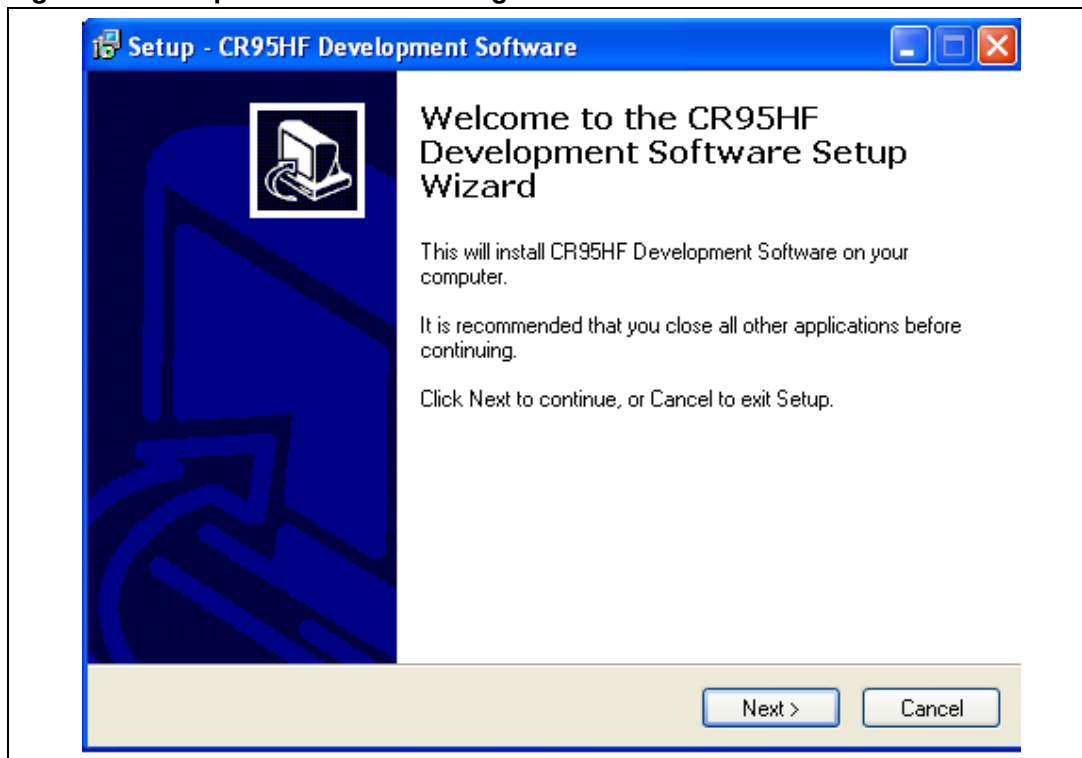 Setup - CR95HF Development Software
Welcome to the CR95HF
Development Software Setup
Wizard
This will install CR95HF Development Software on your
computer.
It is recommended that you close all other applications before
continuing.
Click Next to continue, or Cancel to exit Setup.
Next >
Cancel